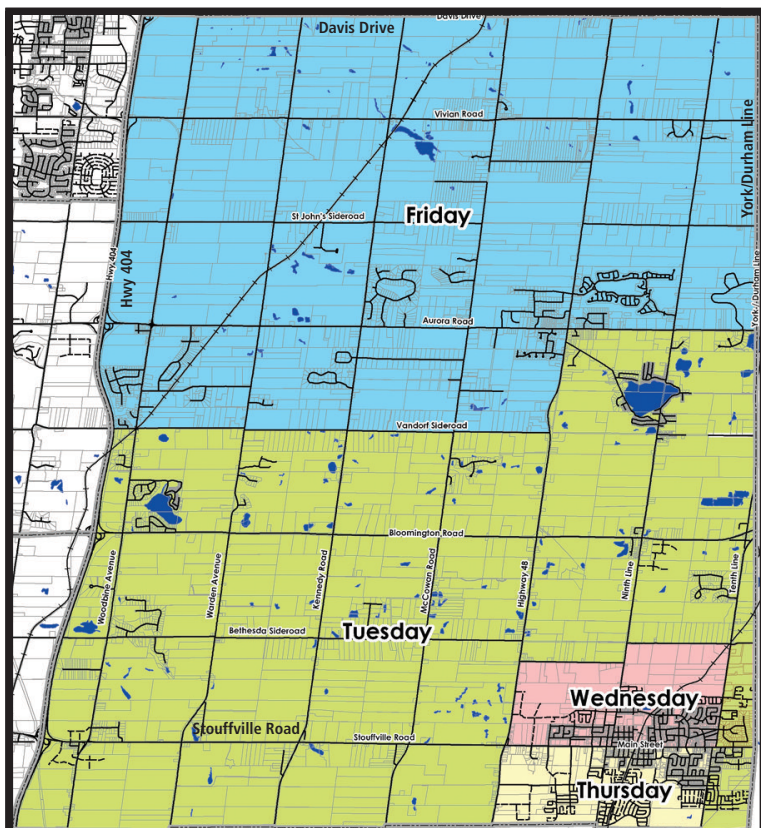 Davis Drive
Davis Drive
Vivian Road
York/Durham Line
St John's Sideroad
Friday
Hwy 404
Hwy 404
York/Durham Line
Aurora Road
Vandorf Sideroad
Bloomington Road
Woodbine Avenue
Warden Avenue
Kennedy Road
McCowan Road
Highway 48
Ninth Line
Tenth Line
Tuesday
Bethesda Sideroad
Wednesday
Stouffville Road
Stouffville Road
Main Street
Thursday